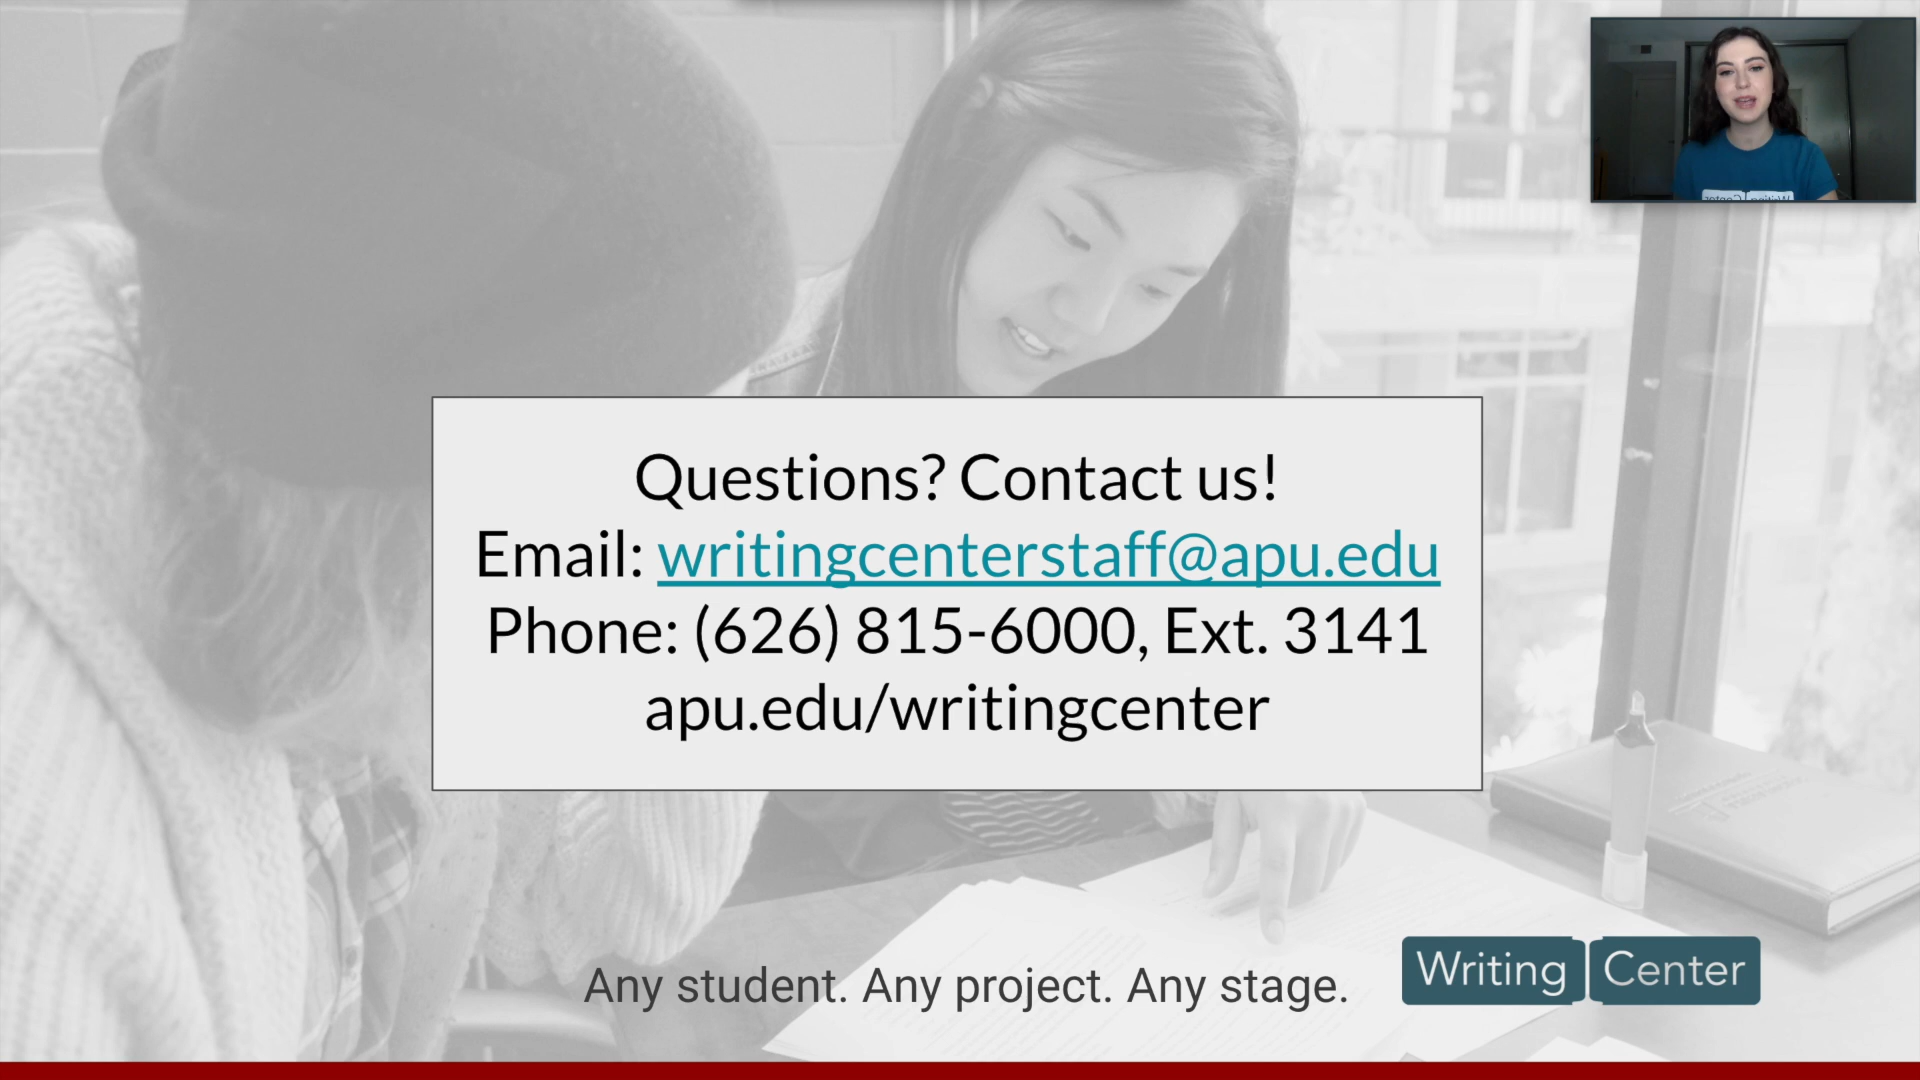 Questions? Contact us!
Email: writingcenterstaff@apu.edu
Phone: (626) 815-6000, Ext. 3141
apu.edu/writingcenter
Any student. Any project. Any stage.
Writing Center